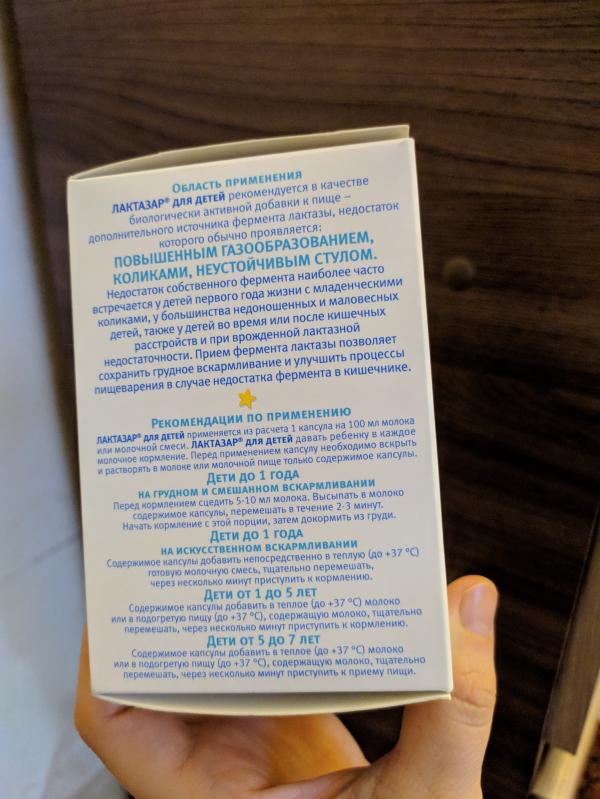 Область применения
ЛАКТАЗАР® ДЛЯ ДЕТЕЙ рекомендуется в качестве
биологически активной добавки к пище –
дополнительного источника фермента лактазы, недостаток
которого обычно проявляется:
ПОВЫШЕННЫМ ГАЗООБРАЗОВАНИЕМ,
КОЛИКАМИ, НЕУСТОЙЧИВЫМ СТУЛОМ.
Недостаток собственного фермента наиболее часто
встречается у детей первого года жизни с младенческими
коликами, у большинства недоношенных и маловесных
детей, также у детей во время или после кишечных
расстройств и при врожденной лактазной
недостаточности. Прием фермента лактазы позволяет
сохранить грудное вскармливание и улучшить процессы
пищеварения в случае недостатка фермента в кишечнике.
Рекомендации по применению
ЛАКТАЗАР® ДЛЯ ДЕТЕЙ применяется из расчета 1 капсула на 100 мл молока
или молочной смеси. ЛАКТАЗАР® ДЛЯ ДЕТЕЙ давать ребенку в каждое
молочное кормление. Перед применением капсулу необходимо вскрыть
и растворять в молоке или молочной пище только содержимое капсулы.
Дети до 1 года
на грудном и смешанном вскармливании
Перед кормлением сцедить 5-10 мл молока. Высыпать в молоко
содержимое капсулы, перемешать в течение 2-3 минут.
Начать кормление с этой порции, затем докормить из груди.
Дети до 1 года
на искусственном вскармливании
Содержимое капсулы добавить непосредственно в теплую (до +37 °C)
готовую молочную смесь, тщательно перемешать,
через несколько минут приступить к кормлению.
Дети от 1 до 5 лет
Содержимое капсулы добавить в теплое (до +37 °C) молоко
или в подогретую пищу (до +37 °C), содержащую молоко, тщательно
перемешать, через несколько минут приступить к кормлению.
Дети от 5 до 7 лет
Содержимое капсулы добавить в теплое (до +37 °C) молоко
или в подогретую пищу (до +37 °C), содержащую молоко, тщательно
перемешать, через несколько минут приступить к приему пищи.